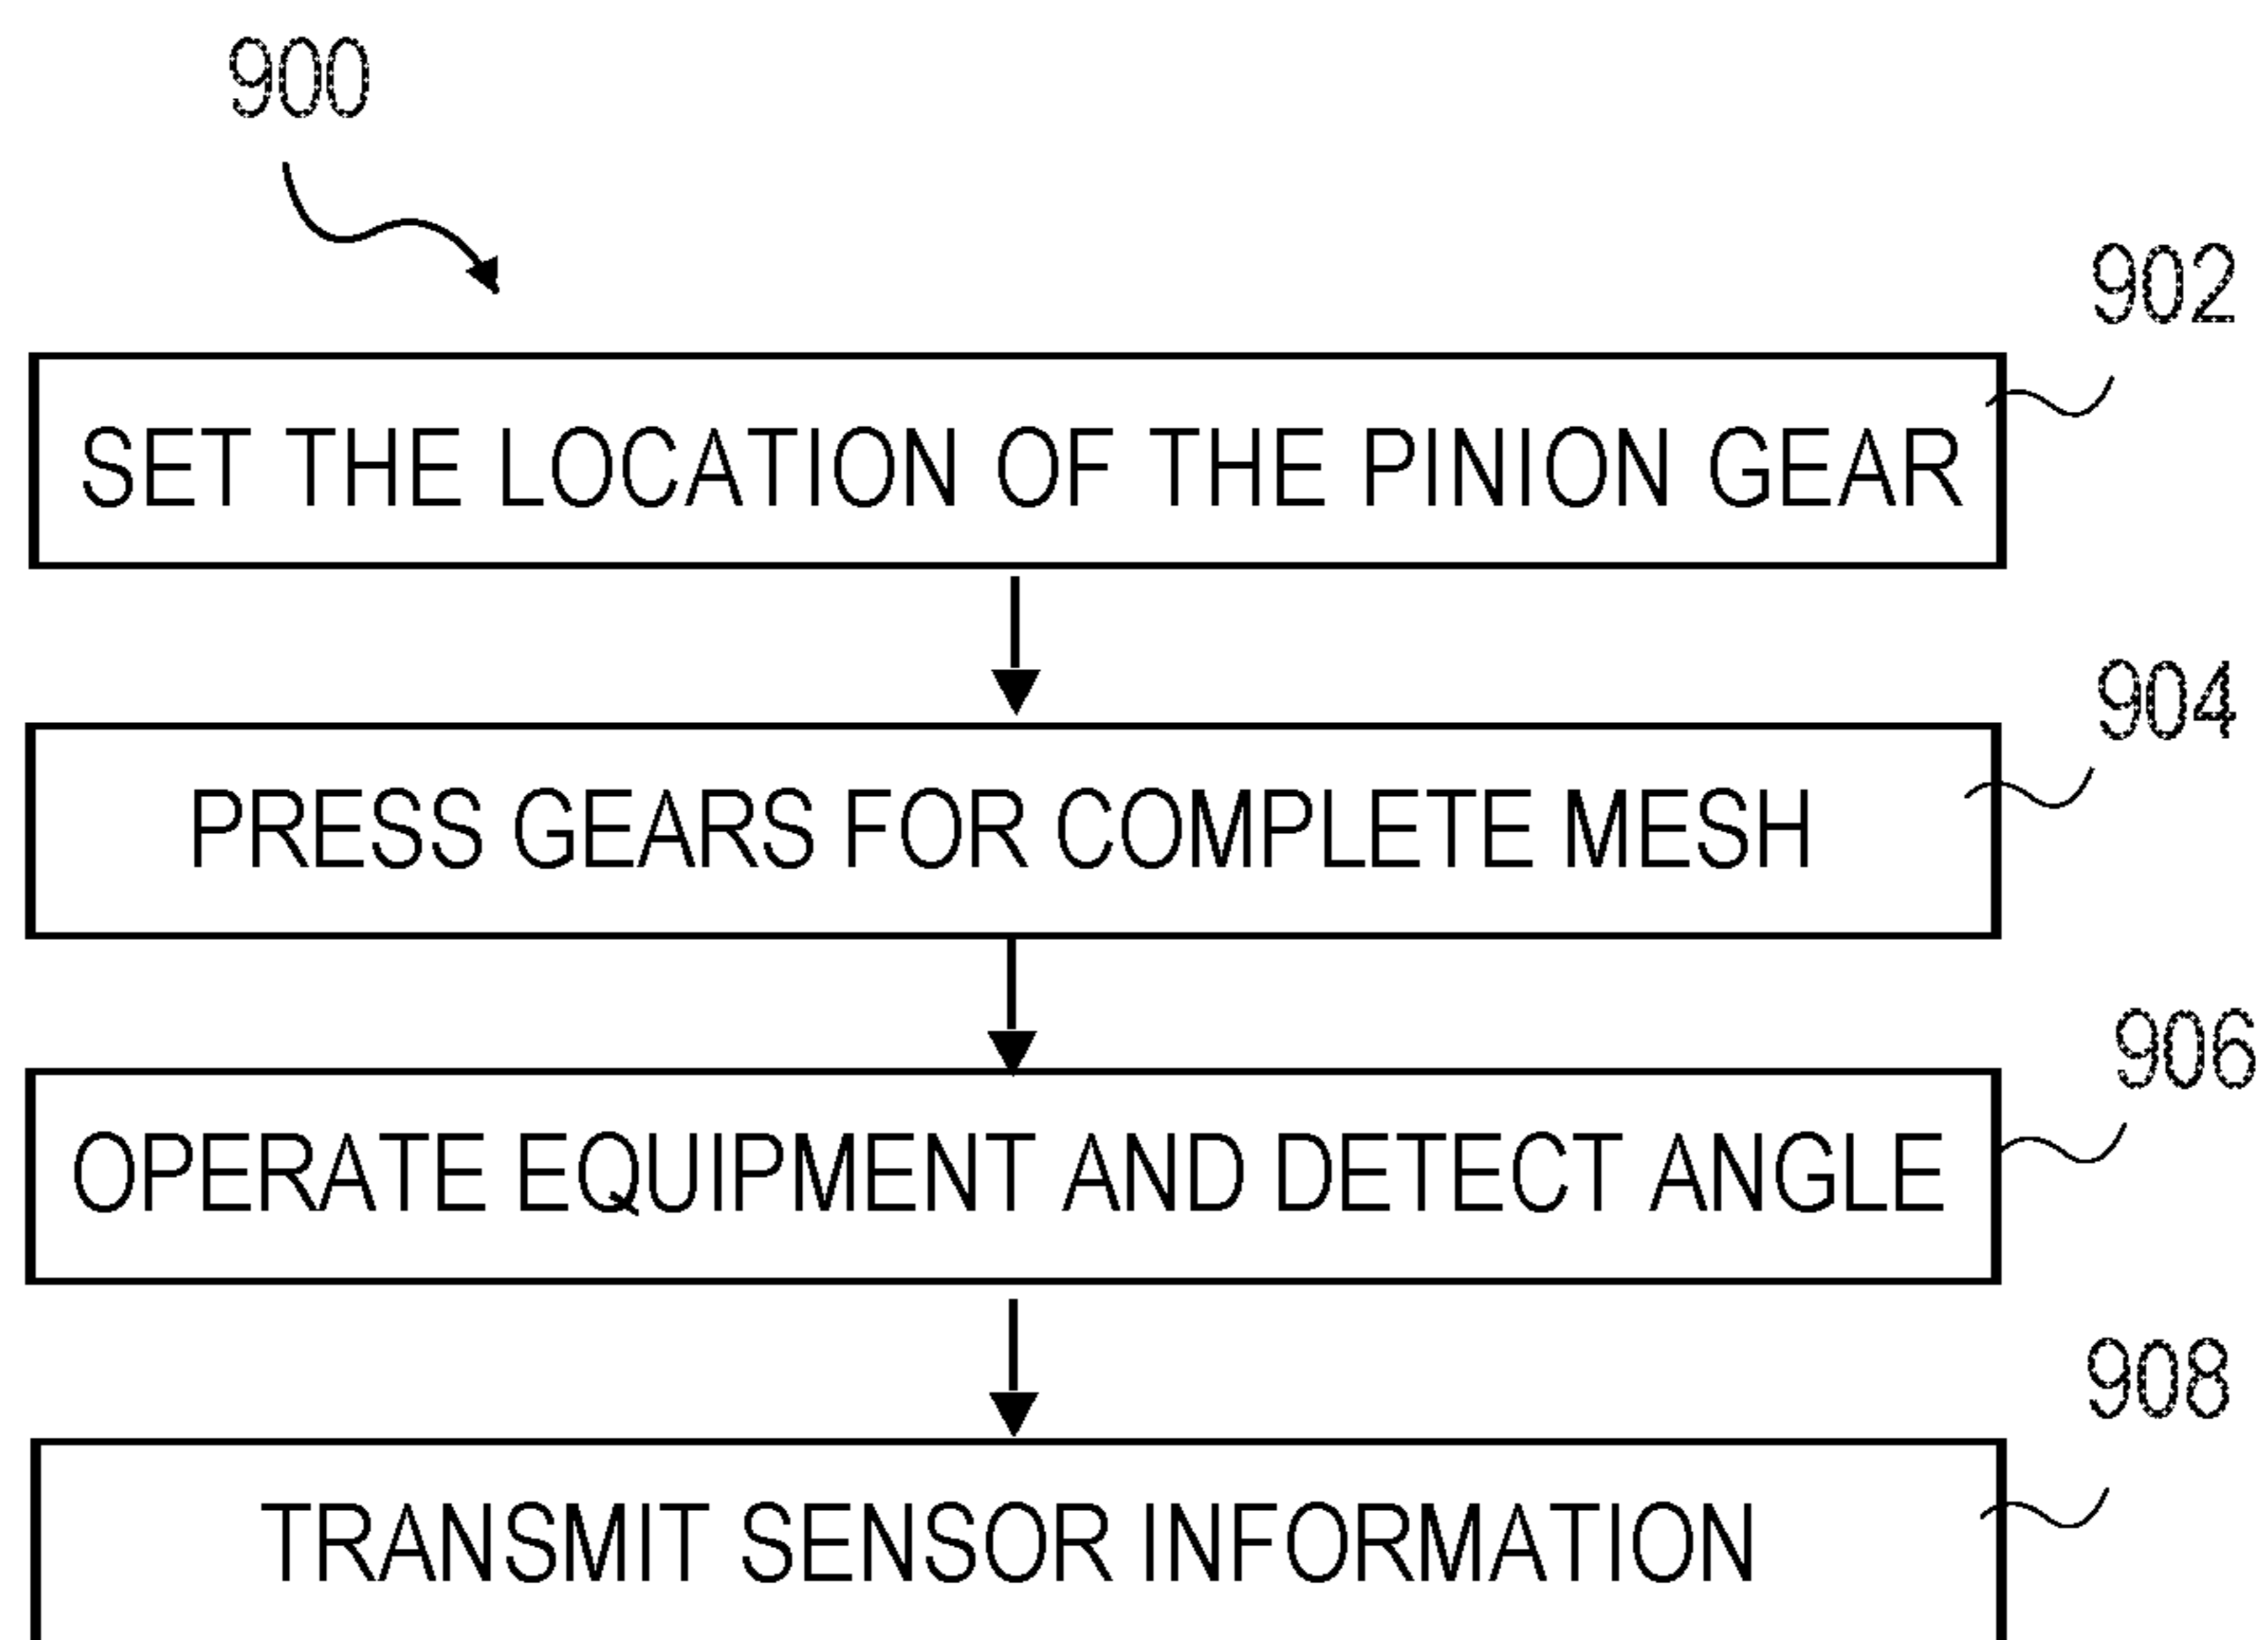 900
902
SET THE LOCATION OF THE PINION GEAR
904
PRESS GEARS FOR COMPLETE MESH
906
OPERATE EQUIPMENT AND DETECT ANGLE
908
TRANSMIT SENSOR INFORMATION